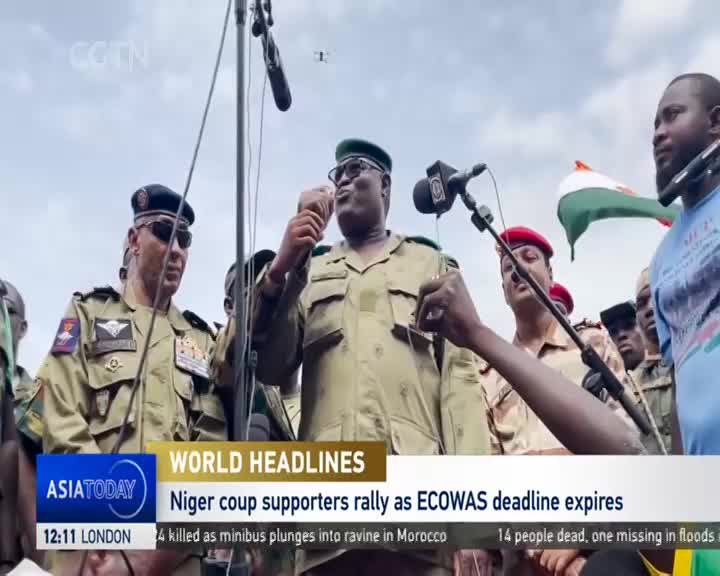 CGTN
WORLD HEADLINES
ASIA TODAY
Niger coup supporters rally as ECOWAS deadline expires
12:11 LONDON
24 killed as minibus plunges into ravine in Morocco 14 people dead, one missing in floods